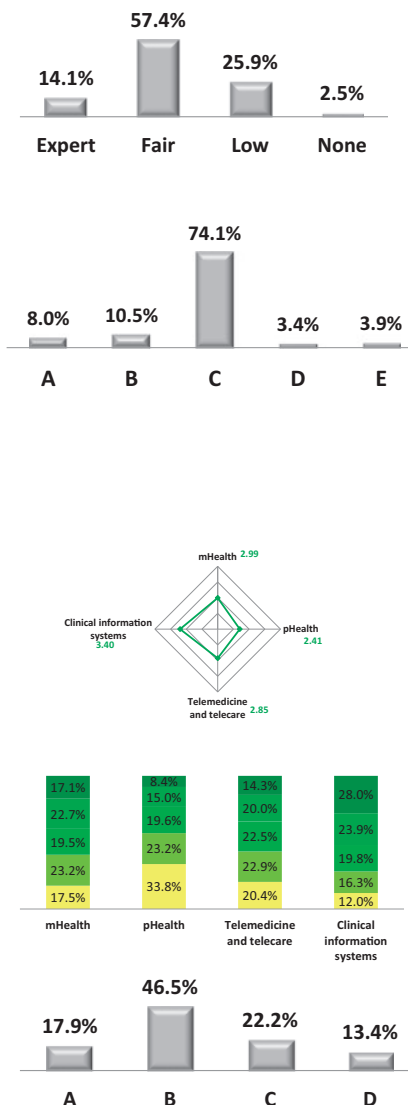 57.4%
14.1%
25.9%
2.5%
Expert Fair Low None
74.1%
8.0% 10.5% 3.4% 3.9%
A B C D E
mHealth 2.99
Clinical information
systems
3.40
pHealth
2.41
Telemedicine
and telecare 2.85
17.1% 8.4% 14.3% 28.0%
22.7% 15.0% 20.0% 23.9%
19.5% 19.6% 22.5% 19.8%
23.2% 23.2% 22.9% 16.3%
17.5% 33.8% 20.4% 12.0%
mHealth pHealth Telemedicine Clinical
and telecare information
systems
46.5%
17.9% 22.2% 13.4%
A B C D